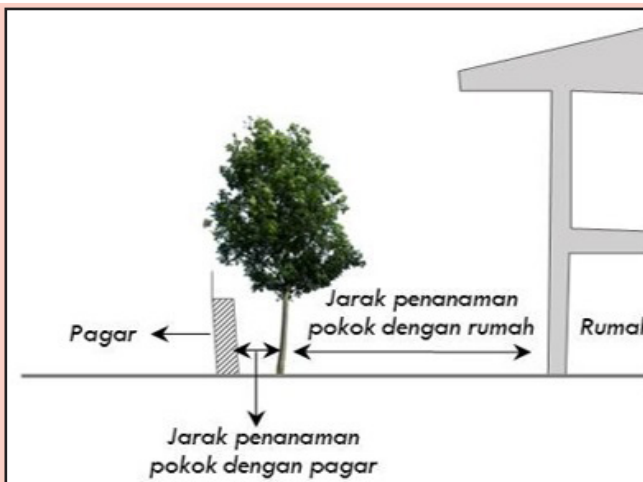 Jarak penanaman
pokok dengan rumah
Pagar
Jarak penanaman
pokok dengan pagar